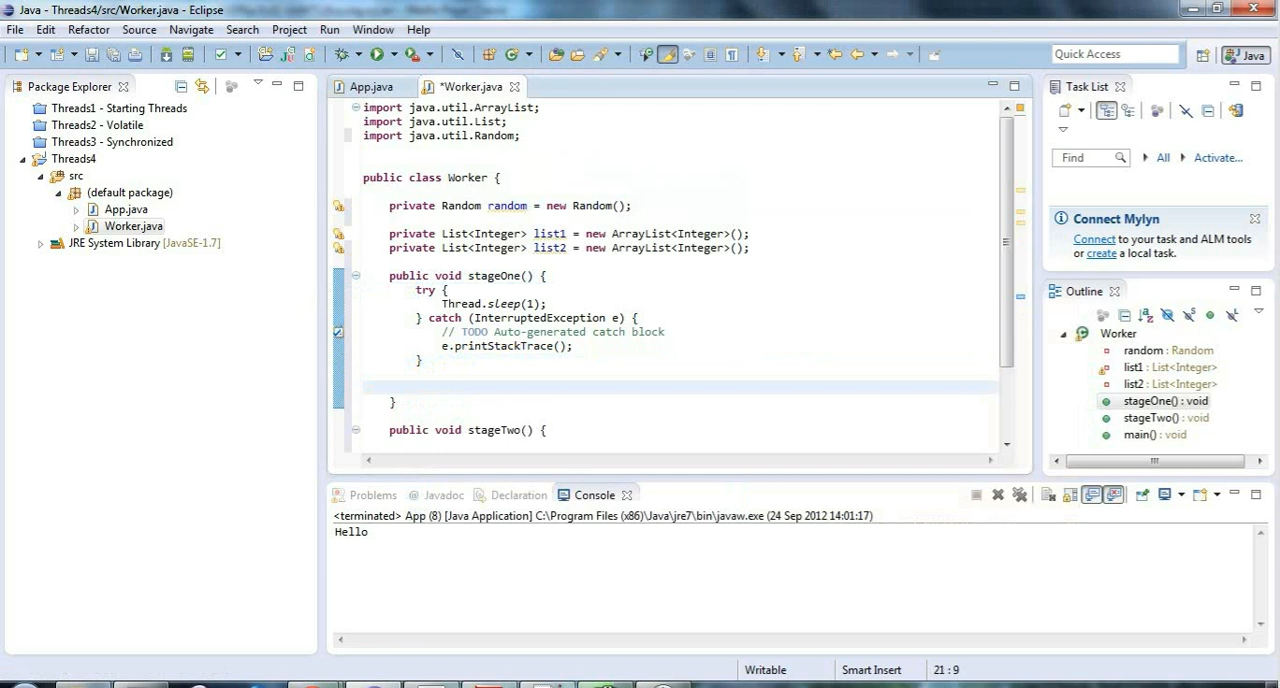 Java - Threads4/src/Worker.java - Eclipse
File Edit Refactor Source Navigate Search Project Run Window Help
Quick Access
Java
Package Explorer
Threads1 - Starting Threads
Threads2 - Volatile
Threads3 - Synchronized
Threads4
src
(default package)
App.java
Worker.java
JRE System Library [JavaSE-1.7]
App.java *Worker.java
import java.util.ArrayList;
import java.util.List;
import java.util.Random;
public class Worker {
private Random random = new Random();
private List<Integer> list1 = new ArrayList<Integer>();
private List<Integer> list2 = new ArrayList<Integer>();
public void stageOne() {
try {
Thread.sleep(1);
} catch (InterruptedException e) {
// TODO Auto-generated catch block
e.printStackTrace();
}
}
public void stageTwo() {
Task List
Find All Activate...
Connect Mylyn
Connect to your task and ALM tools
or create a local task.
Outline
Worker
random : Random
list1 : List<Integer>
list2 : List<Integer>
stageOne() : void
stageTwo() : void
main() : void
Problems @ Javadoc Declaration Console
<terminated> App (8) [Java Application] C:\Program Files (x86)\Java\jre7\bin\javaw.exe (24 Sep 2012 14:01:17)
Hello
Writable Smart Insert 21 : 9